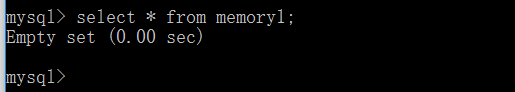 mysql> select * from memory1;
Empty set (0.00 sec)
mysql>